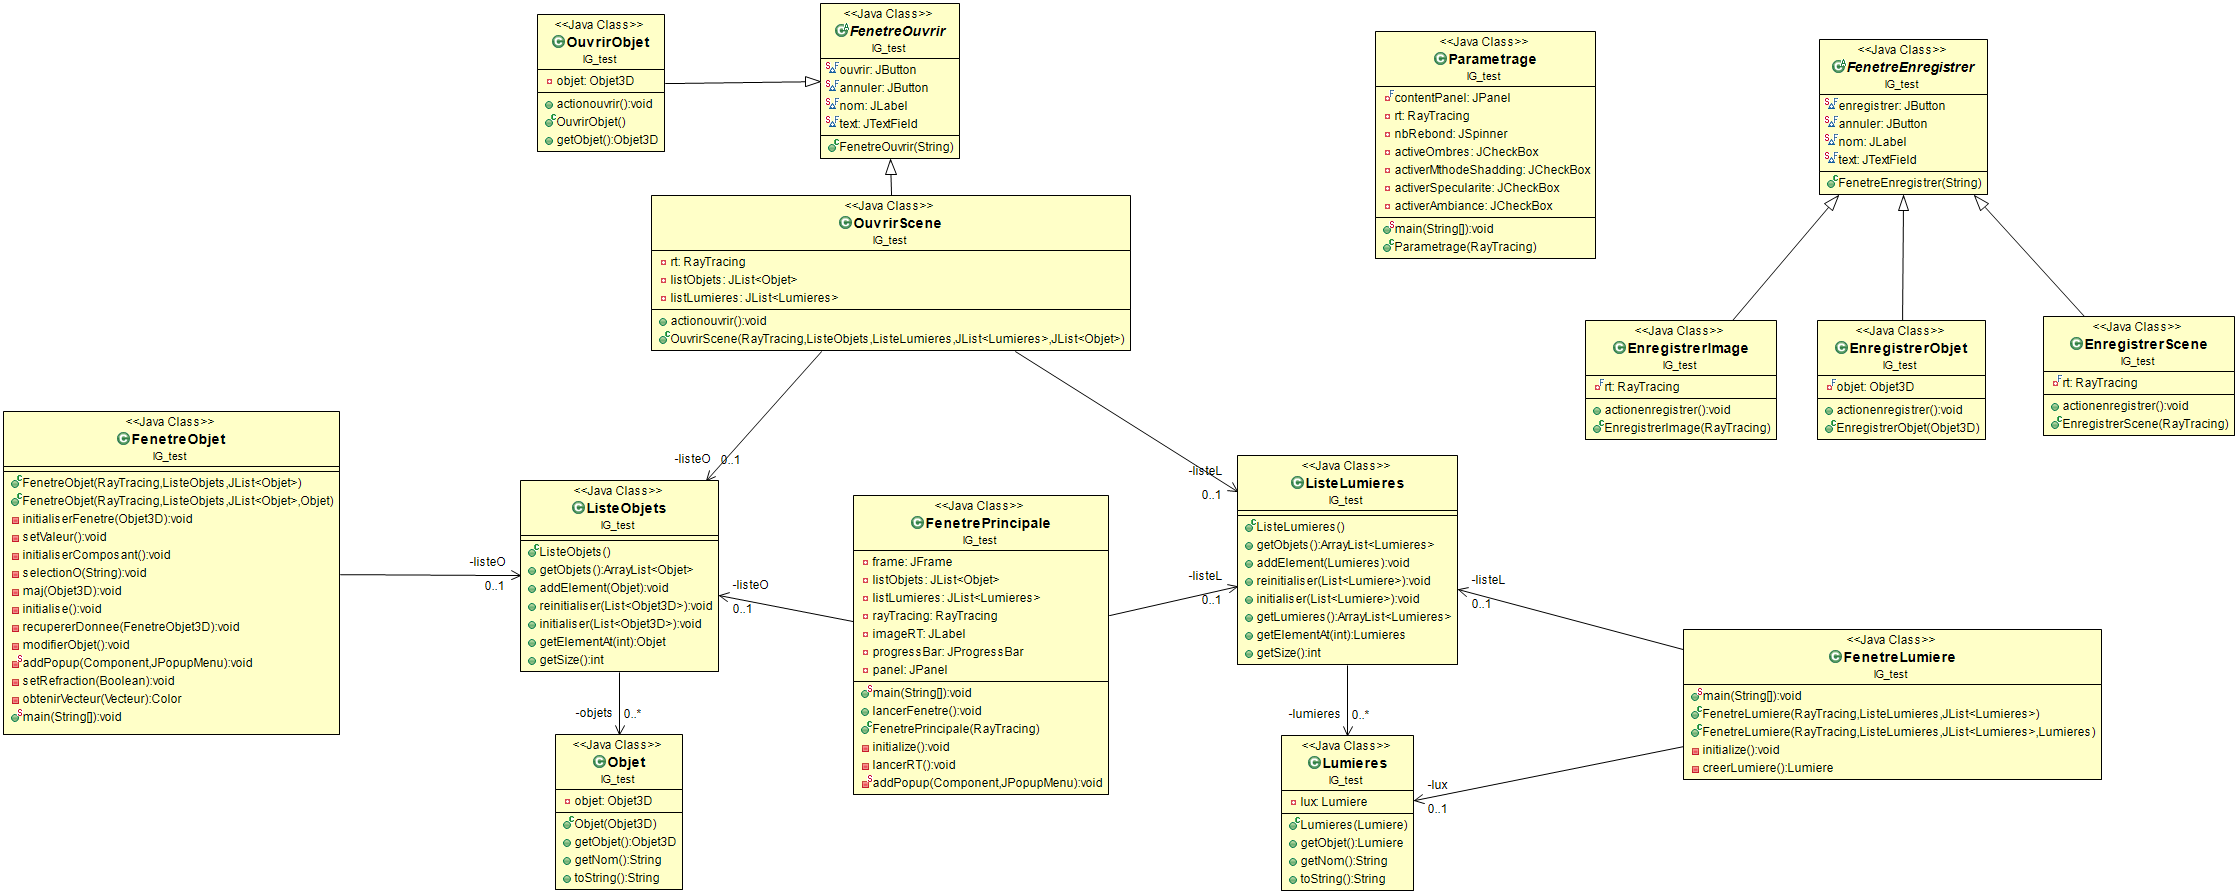 <<Java Class>>
OuvrirObjet
IG_test
objet: Objet3D
actionouvrir():void
OuvrirObjet()
getObjet():Objet3D
<<Java Class>>
FenetreOuvrir
IG_test
ouvrir: JButton
annuler: JButton
nom: JLabel
text: JTextField
FenetreOuvrir(String)
<<Java Class>>
Parametrage
IG_test
contentPanel: JPanel
rt: RayTracing
nbRebond: JSpinner
activeOmbres: JCheckBox
activerMthodeShadding: JCheckBox
activerSpecularite: JCheckBox
activerAmbiance: JCheckBox
main(String[]):void
Parametrage(RayTracing)
<<Java Class>>
FenetreEnregistrer
IG_test
enregistrer: JButton
annuler: JButton
nom: JLabel
text: JTextField
FenetreEnregistrer(String)
<<Java Class>>
OuvrirScene
IG_test
rt: RayTracing
listObjets: JList<Objet>
listLumieres: JList<Lumieres>
actionouvrir():void
OuvrirScene(RayTracing,ListeObjets,ListeLumieres,JList<Lumieres>,JList<Objet>)
<<Java Class>>
EnregistrerImage
IG_test
rt: RayTracing
actionenregistrer():void
EnregistrerImage(RayTracing)
<<Java Class>>
EnregistrerObjet
IG_test
objet: Objet3D
actionenregistrer():void
EnregistrerObjet(Objet3D)
<<Java Class>>
EnregistrerScene
IG_test
rt: RayTracing
actionenregistrer():void
EnregistrerScene(RayTracing)
<<Java Class>>
FenetreObjet
IG_test
FenetreObjet(RayTracing,ListeObjets,JList<Objet>)
FenetreObjet(RayTracing,ListeObjets,JList<Objet>,Objet)
initialiserFenetre(Objet3D):void
setValeur():void
initialiserComposant():void
selectionO(String):void
maj(Objet3D):void
initialise():void
recupererDonnee(FenetreObjet3D):void
modifierObjet():void
addPopup(Component,JPopupMenu):void
setRefraction(Boolean):void
obtenirVecteur(Vecteur):Color
main(String[]):void
-listeO
0..1
-listeO
0..1
<<Java Class>>
ListeObjets
IG_test
ListeObjets()
getObjets():ArrayList<Objet>
addElement(Objet):void
reinitialiser(List<Objet3D>):void
initialiser(List<Objet3D>):void
getElementAt(int):Objet
getSize():int
-listeO
0..1
<<Java Class>>
FenetrePrincipale
IG_test
frame: JFrame
listObjets: JList<Objet>
listLumieres: JList<Lumieres>
rayTracing: RayTracing
imageRT: JLabel
progressBar: JProgressBar
panel: JPanel
main(String[]):void
lancerFenetre():void
FenetrePrincipale(RayTracing)
initialize():void
lancerRT():void
addPopup(Component,JPopupMenu):void
-listeL
0..1
-listeL
0..1
<<Java Class>>
ListeLumieres
IG_test
ListeLumieres()
getObjets():ArrayList<Lumieres>
addElement(Lumieres):void
reinitialiser(List<Lumiere>):void
initialiser(List<Lumiere>):void
getLumieres():ArrayList<Lumieres>
getElementAt(int):Lumieres
getSize():int
-listeL
0..1
<<Java Class>>
FenetreLumiere
IG_test
main(String[]):void
FenetreLumiere(RayTracing,ListeLumieres,JList<Lumieres>)
FenetreLumiere(RayTracing,ListeLumieres,JList<Lumieres>,Lumieres)
initialize():void
creerLumiere():Lumiere
-objets
0..*
<<Java Class>>
Objet
IG_test
objet: Objet3D
Objet(Objet3D)
getObjet():Objet3D
getNom():String
toString():String
-lumieres
0..*
<<Java Class>>
Lumieres
IG_test
lux: Lumiere
Lumieres(Lumiere)
getObjet():Lumiere
getNom():String
toString():String
-lux
0..1